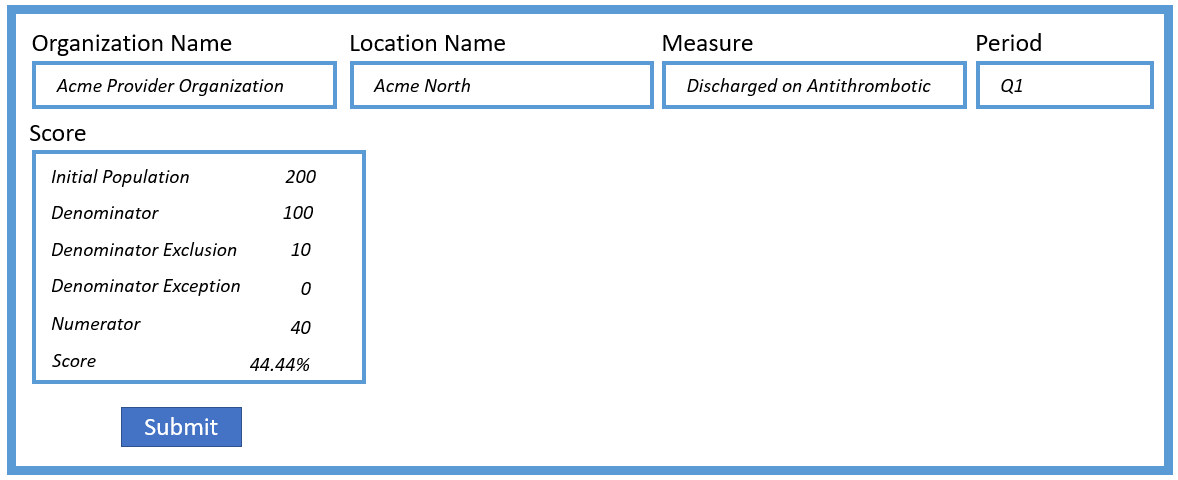 Organization Name Location Name Measure Period
Acme Provider Organization Acme North Discharged on Antithrombotic Q1
Score
Initial Population 200
Denominator 100
Denominator Exclusion 10
Denominator Exception 0
Numerator 40
Score 44.44%
Submit